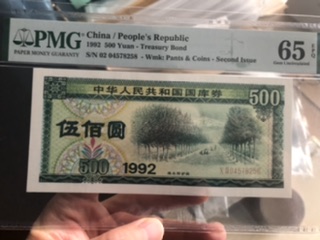 PMG
PAPER MONEY GUARANTY
China / People's Republic
1992 500 Yuan - Treasury Bond
S/N 02 04578258 - Wmk: Pants & Coins - Second Issue
65 EPQ
Gem Uncirculated
中华人民共和国国库券
500
伍佰圆
500
1992